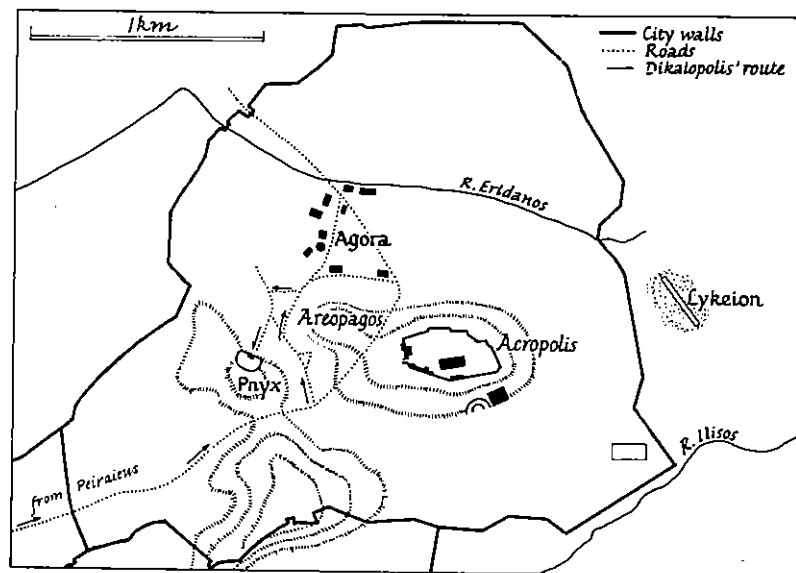 1km
City walls
Roads
Dikaiopolis' route
R. Eridanos
Agora
Lykeion
Areopagos
Acropolis
Pnyx
R. Ilisos
from Peiraieus